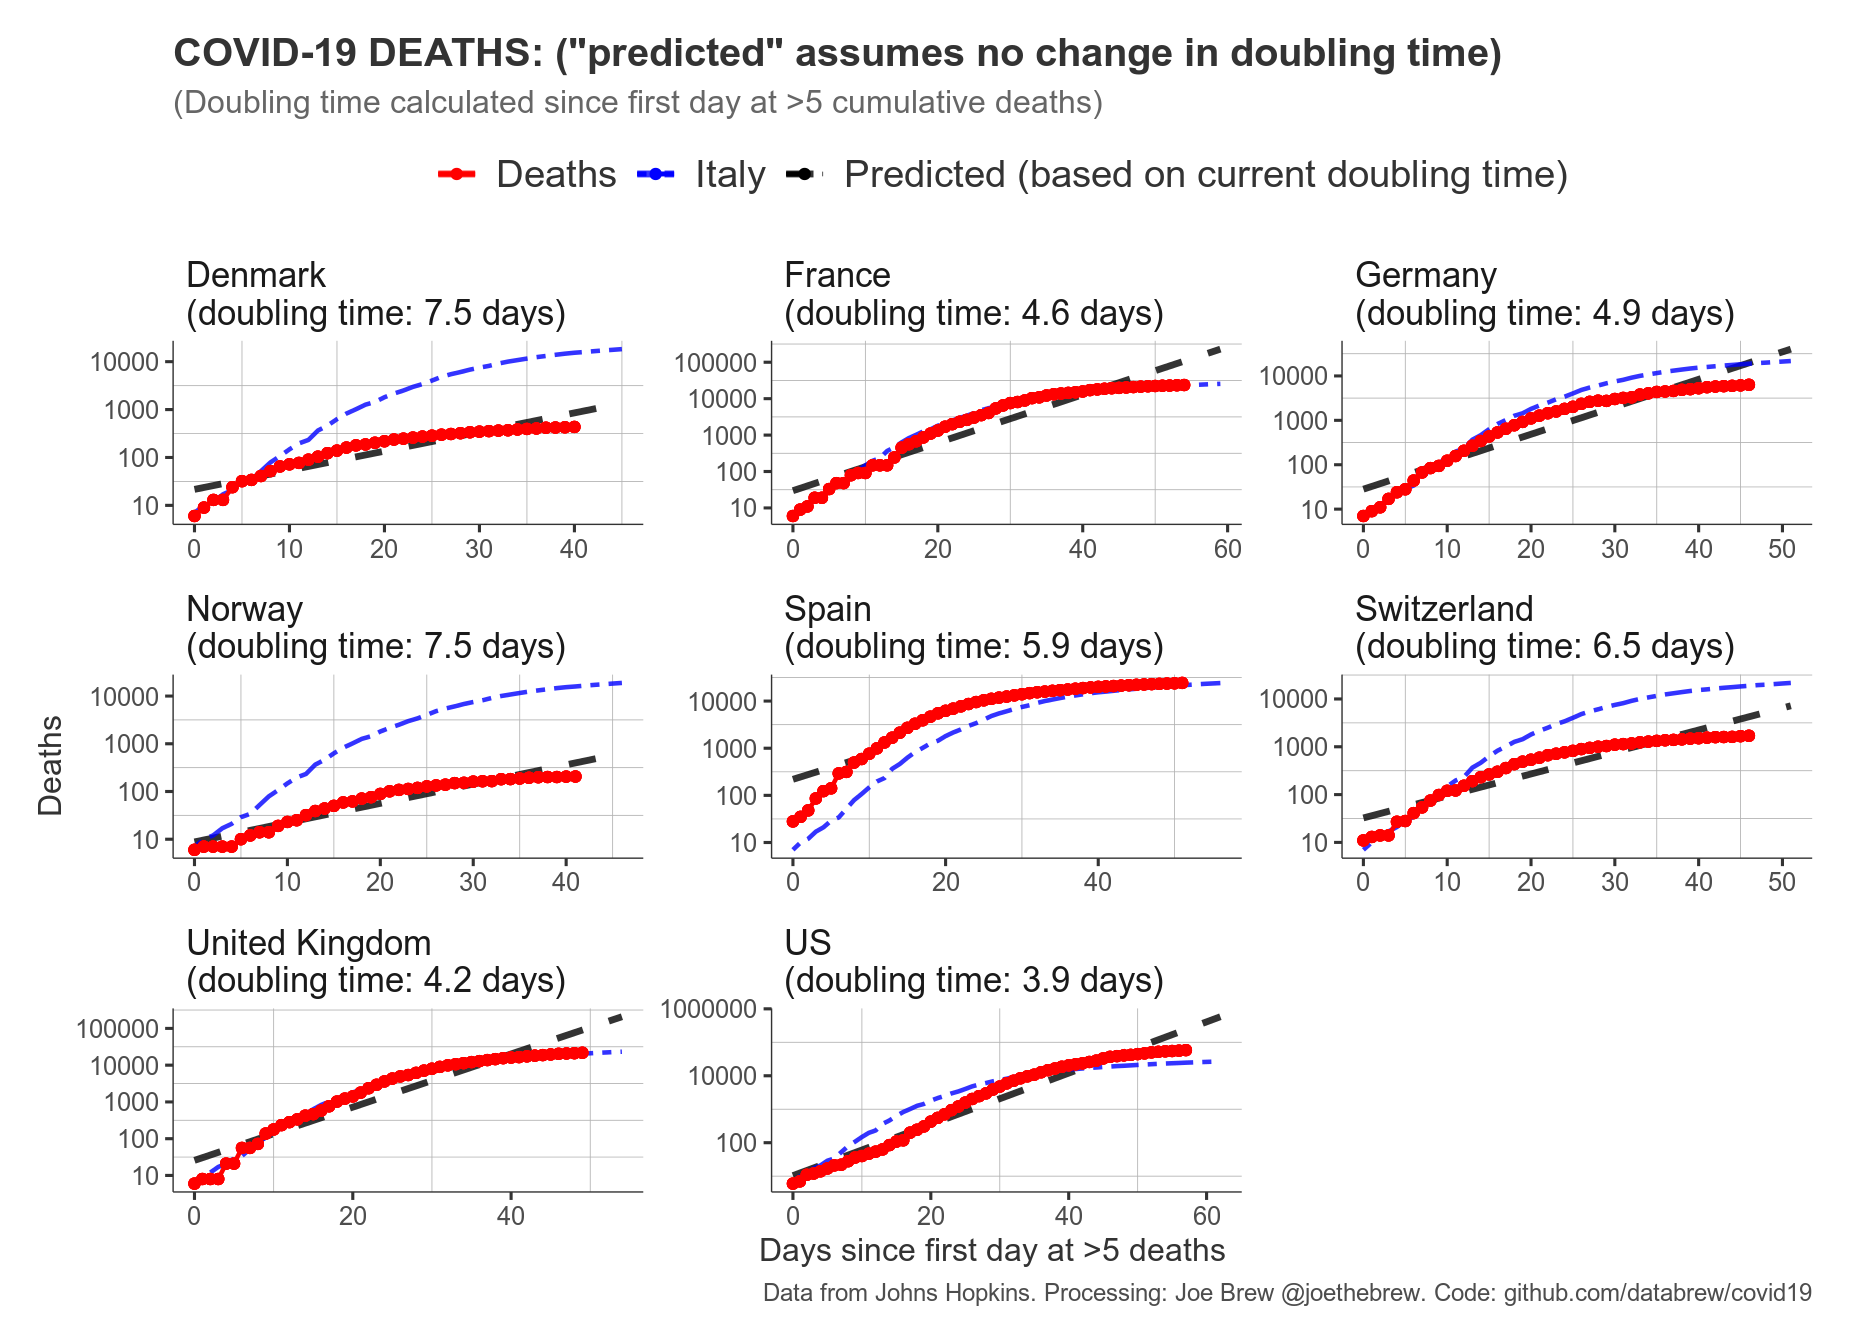 COVID-19 DEATHS: ("predicted" assumes no change in doubling time)
(Doubling time calculated since first day at >5 cumulative deaths)
Deaths Italy Predicted (based on current doubling time)
Denmark
(doubling time: 7.5 days)
10000
1000
100
10
0 10 20 30 40
France
(doubling time: 4.6 days)
100000
10000
1000
100
10
0 20 40 60
Germany
(doubling time: 4.9 days)
10000
1000
100
10
0 10 20 30 40 50
Norway
(doubling time: 7.5 days)
10000
1000
100
10
0 10 20 30 40
Spain
(doubling time: 5.9 days)
10000
1000
100
10
0 20 40
Switzerland
(doubling time: 6.5 days)
10000
1000
100
10
0 10 20 30 40 50
United Kingdom
(doubling time: 4.2 days)
100000
10000
1000
100
10
0 20 40
US
(doubling time: 3.9 days)
1000000
10000
100
0 20 40 60
Deaths
Days since first day at >5 deaths
Data from Johns Hopkins. Processing: Joe Brew @joethebrew. Code: github.com/databrew/covid19